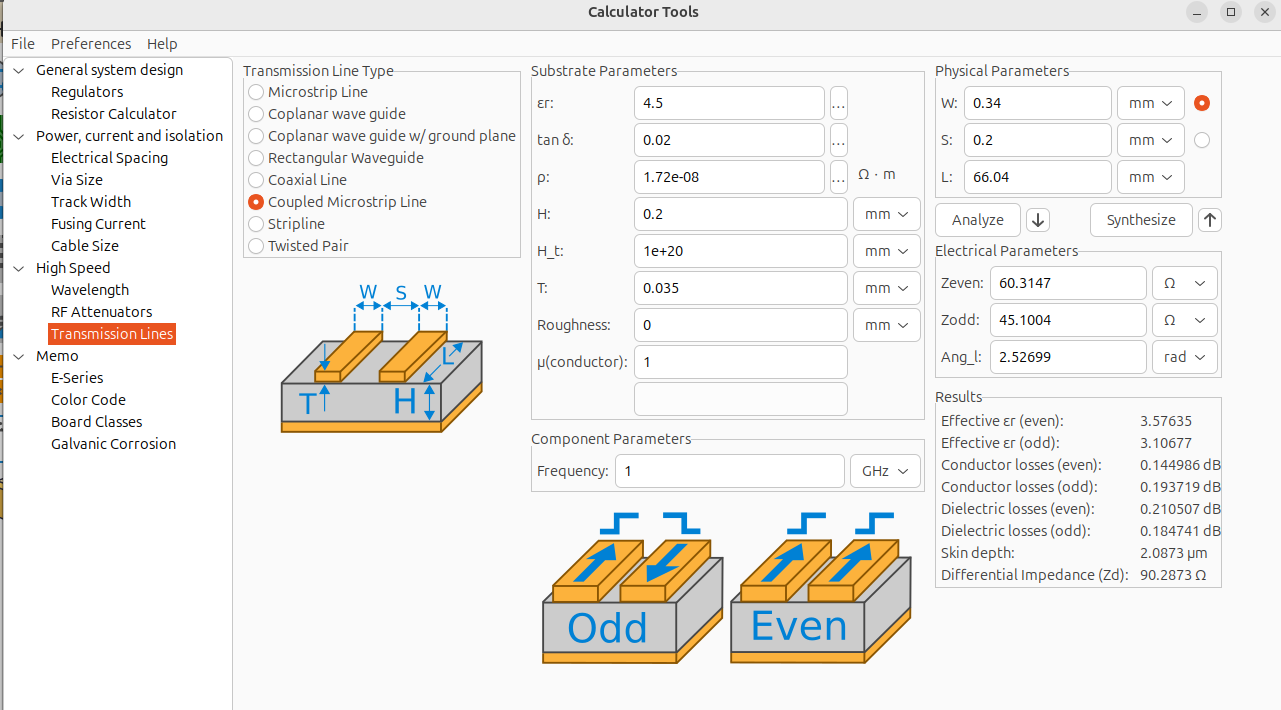 Calculator Tools
File Preferences Help
General system design
Regulators
Resistor Calculator
Power, current and isolation
Electrical Spacing
Via Size
Track Width
Fusing Current
Cable Size
High Speed
Wavelength
RF Attenuators
Transmission Lines
Memo
E-Series
Color Code
Board Classes
Galvanic Corrosion
Transmission Line Type
Microstrip Line
Coplanar wave guide
Coplanar wave guide w/ ground plane
Rectangular Waveguide
Coaxial Line
Coupled Microstrip Line
Stripline
Twisted Pair
W S W
L
T H
Substrate Parameters
εr: 4.5 ...
tan δ: 0.02 ...
ρ: 1.72e-08 ... Ω · m
H: 0.2 mm
H_t: 1e+20 mm
T: 0.035 mm
Roughness: 0 mm
μ(conductor): 1
Component Parameters
Frequency: 1 GHz
Odd Even
Physical Parameters
W: 0.34 mm
S: 0.2 mm
L: 66.04 mm
Analyze Synthesize
Electrical Parameters
Zeven: 60.3147 Ω
Zodd: 45.1004 Ω
Ang_l: 2.52699 rad
Results
Effective εr (even): 3.57635
Effective εr (odd): 3.10677
Conductor losses (even): 0.144986 dB
Conductor losses (odd): 0.193719 dB
Dielectric losses (even): 0.210507 dB
Dielectric losses (odd): 0.184741 dB
Skin depth: 2.0873 μm
Differential Impedance (Zd): 90.2873 Ω